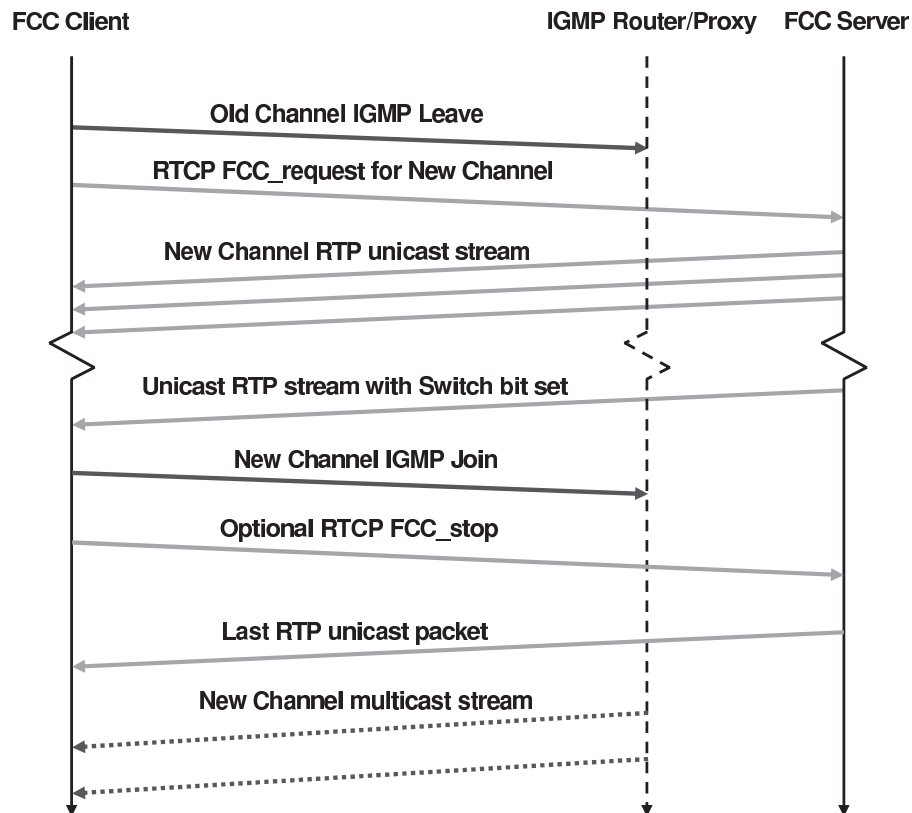 FCC Client
IGMP Router/Proxy
FCC Server
Old Channel IGMP Leave
RTCP FCC_request for New Channel
New Channel RTP unicast stream
Unicast RTP stream with Switch bit set
New Channel IGMP Join
Optional RTCP FCC_stop
Last RTP unicast packet
New Channel multicast stream